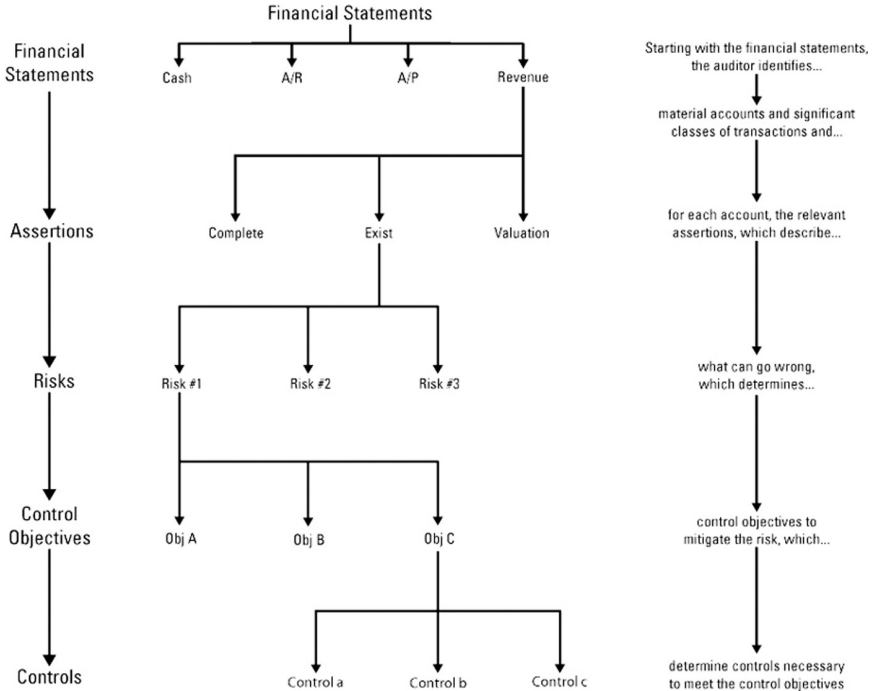 Financial Statements
Financial
Statements
Cash
A/R
A/P
Revenue
Starting with the financial statements,
the auditor identifies...
material accounts and significant
classes of transactions and...
Assertions
Complete
Exist
Valuation
for each account, the relevant
assertions, which describe...
Risks
Risk #1
Risk #2
Risk #3
what can go wrong,
which determines...
Control
Objectives
Obj A
Obj B
Obj C
control objectives to
mitigate the risk, which...
Controls
Control a
Control b
Control c
determine controls necessary
to meet the control objectives